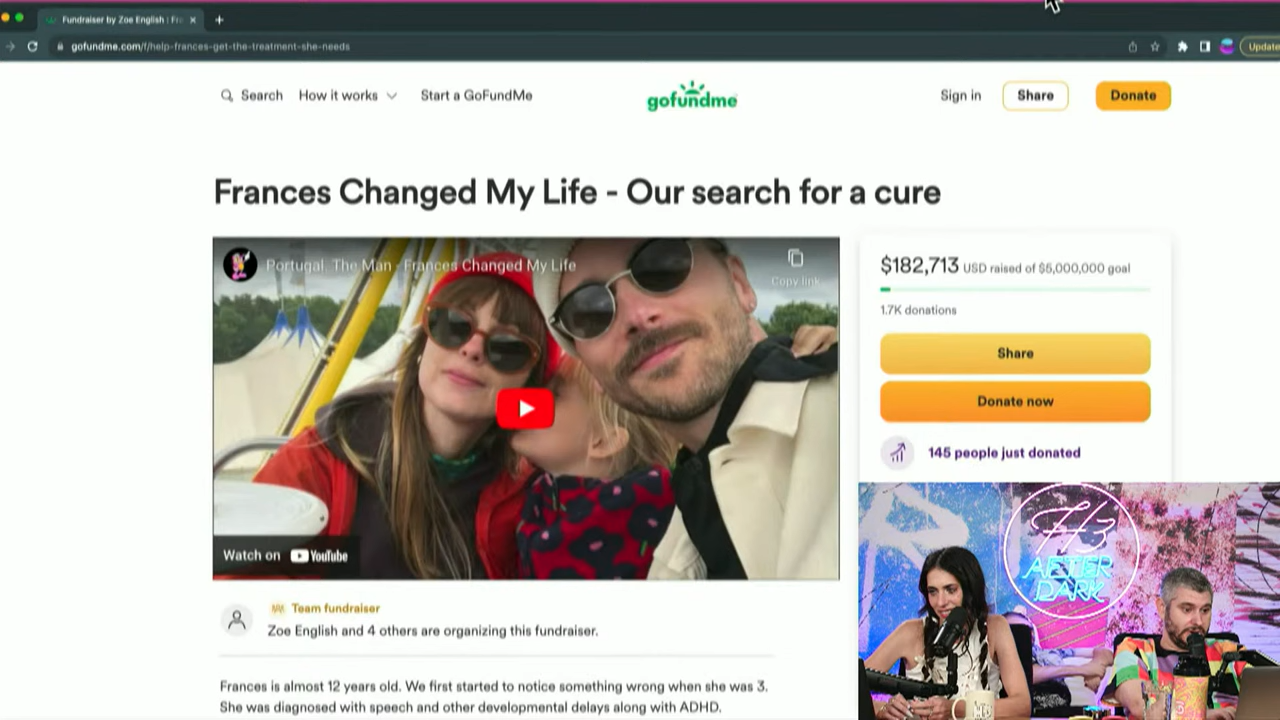 Fundraiser by Zoe English | Fr
gofundme.com/f/help-frances-get-the-treatment-she-needs
Update
Search
How it works
Start a GoFundMe
gofundme
Sign in
Share
Donate
Frances Changed My Life - Our search for a cure
Portugal. The Man - Frances Changed My Life
Copy link
$182,713 USD raised of $5,000,000 goal
1.7K donations
Share
Donate now
145 people just donated
Watch on YouTube
Team fundraiser
Zoe English and 4 others are organizing this fundraiser.
Frances is almost 12 years old. We first started to notice something wrong when she was 3.
She was diagnosed with speech and other developmental delays along with ADHD.
H3
AFTER
DARK